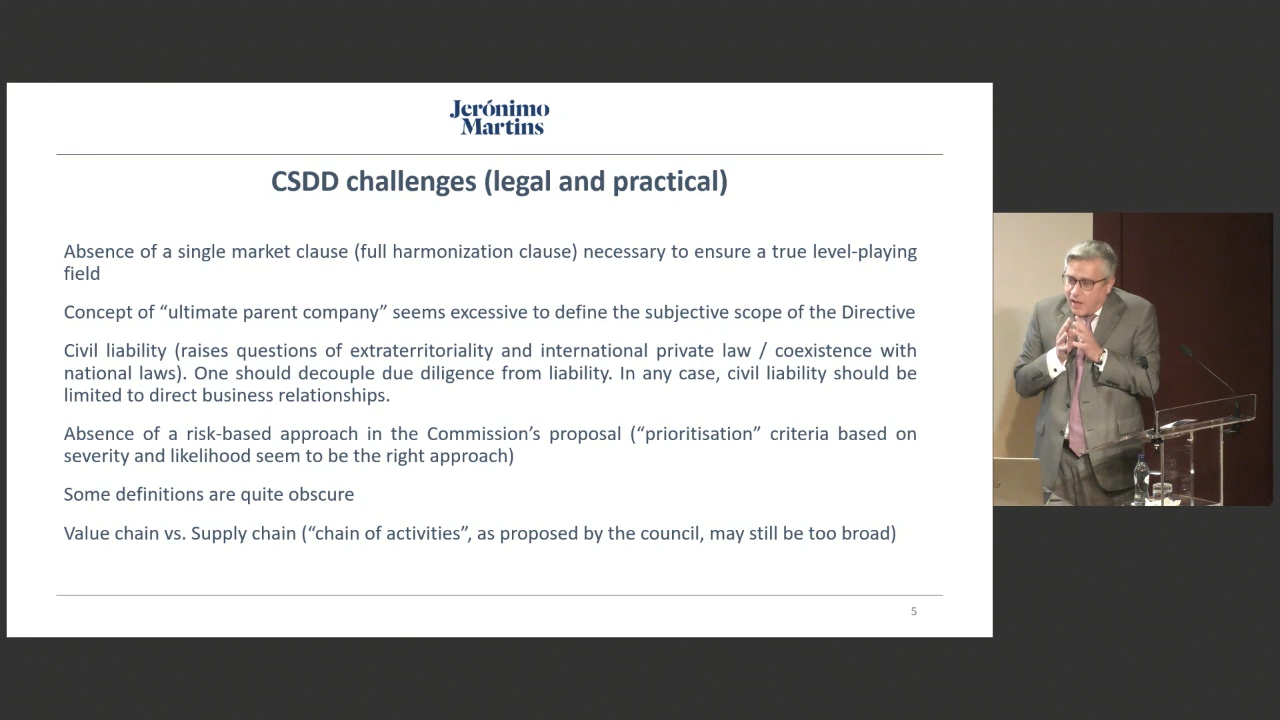 Jerónimo
Martins
CSDD challenges (legal and practical)
Absence of a single market clause (full harmonization clause) necessary to ensure a true level-playing
field
Concept of “ultimate parent company” seems excessive to define the subjective scope of the Directive
Civil liability (raises questions of extraterritoriality and international private law / coexistence with
national laws). One should decouple due diligence from liability. In any case, civil liability should be
limited to direct business relationships.
Absence of a risk-based approach in the Commission’s proposal (“prioritisation” criteria based on
severity and likelihood seem to be the right approach)
Some definitions are quite obscure
Value chain vs. Supply chain (“chain of activities”, as proposed by the council, may still be too broad)
5